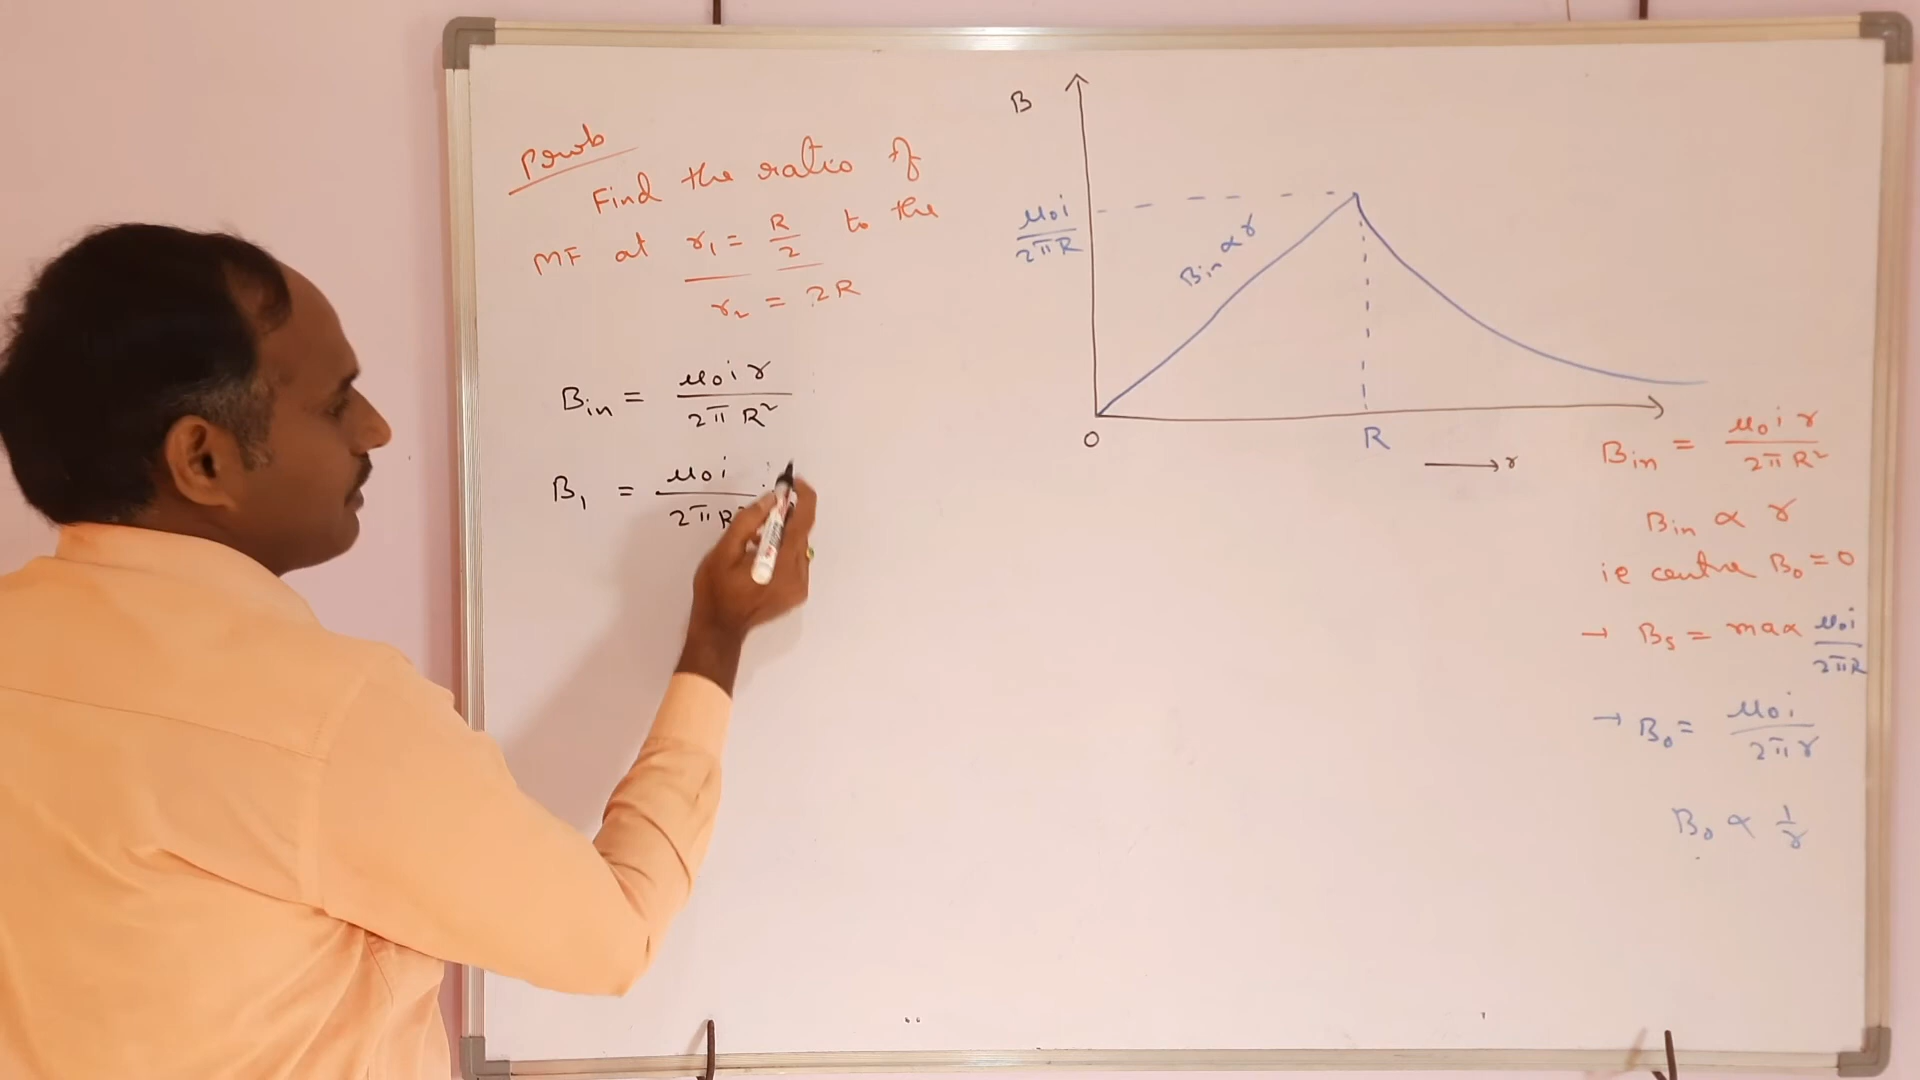 Prob
Find the ratio of
MF at r₁ = R/2 to the
r₂ = 2R
Bin = μ₀ i r / 2π R²
B₁ = μ₀ i / 2π R²
B
μ₀ i / 2π R
Bin ∝ r
O
R
→ r
Bin = μ₀ i r / 2π R²
Bin ∝ r
ie centre B₀ = 0
→ Bs = max μ₀ i / 2π R
→ B₀ = μ₀ i / 2π r
B₀ ∝ 1/r